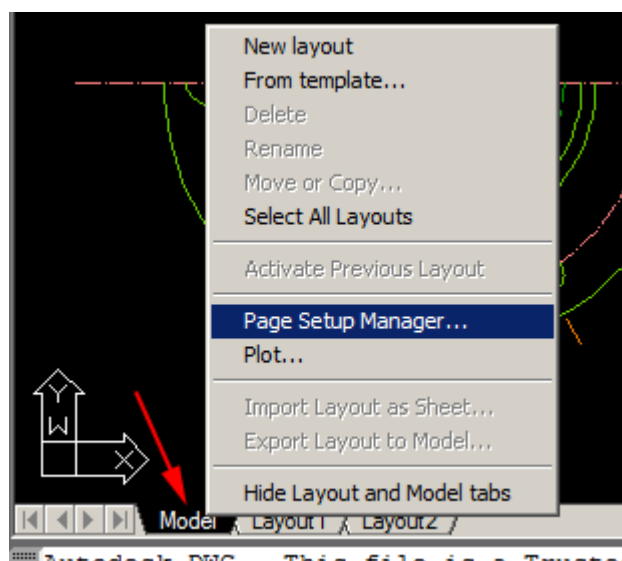 New layout
From template...
Delete
Rename
Move or Copy...
Select All Layouts
Activate Previous Layout
Page Setup Manager...
Plot...
Import Layout as Sheet...
Export Layout to Model...
Hide Layout and Model tabs
Y
W
X
Model Layout1 Layout2
Autodesk DWG. This file is a